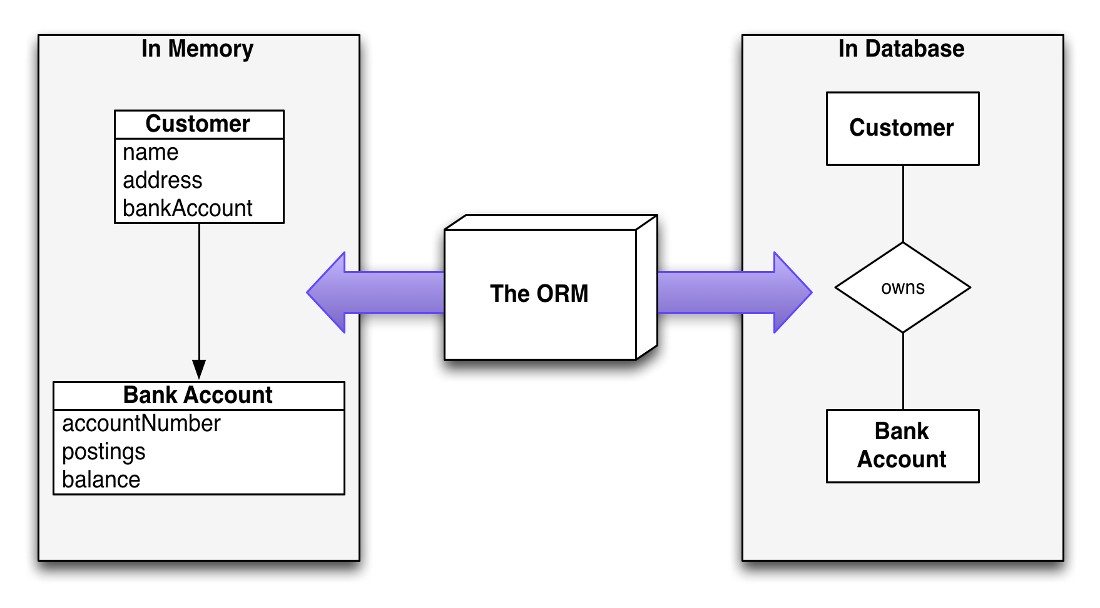 In Memory
Customer
name
address
bankAccount
Bank Account
accountNumber
postings
balance
The ORM
In Database
Customer
owns
Bank
Account